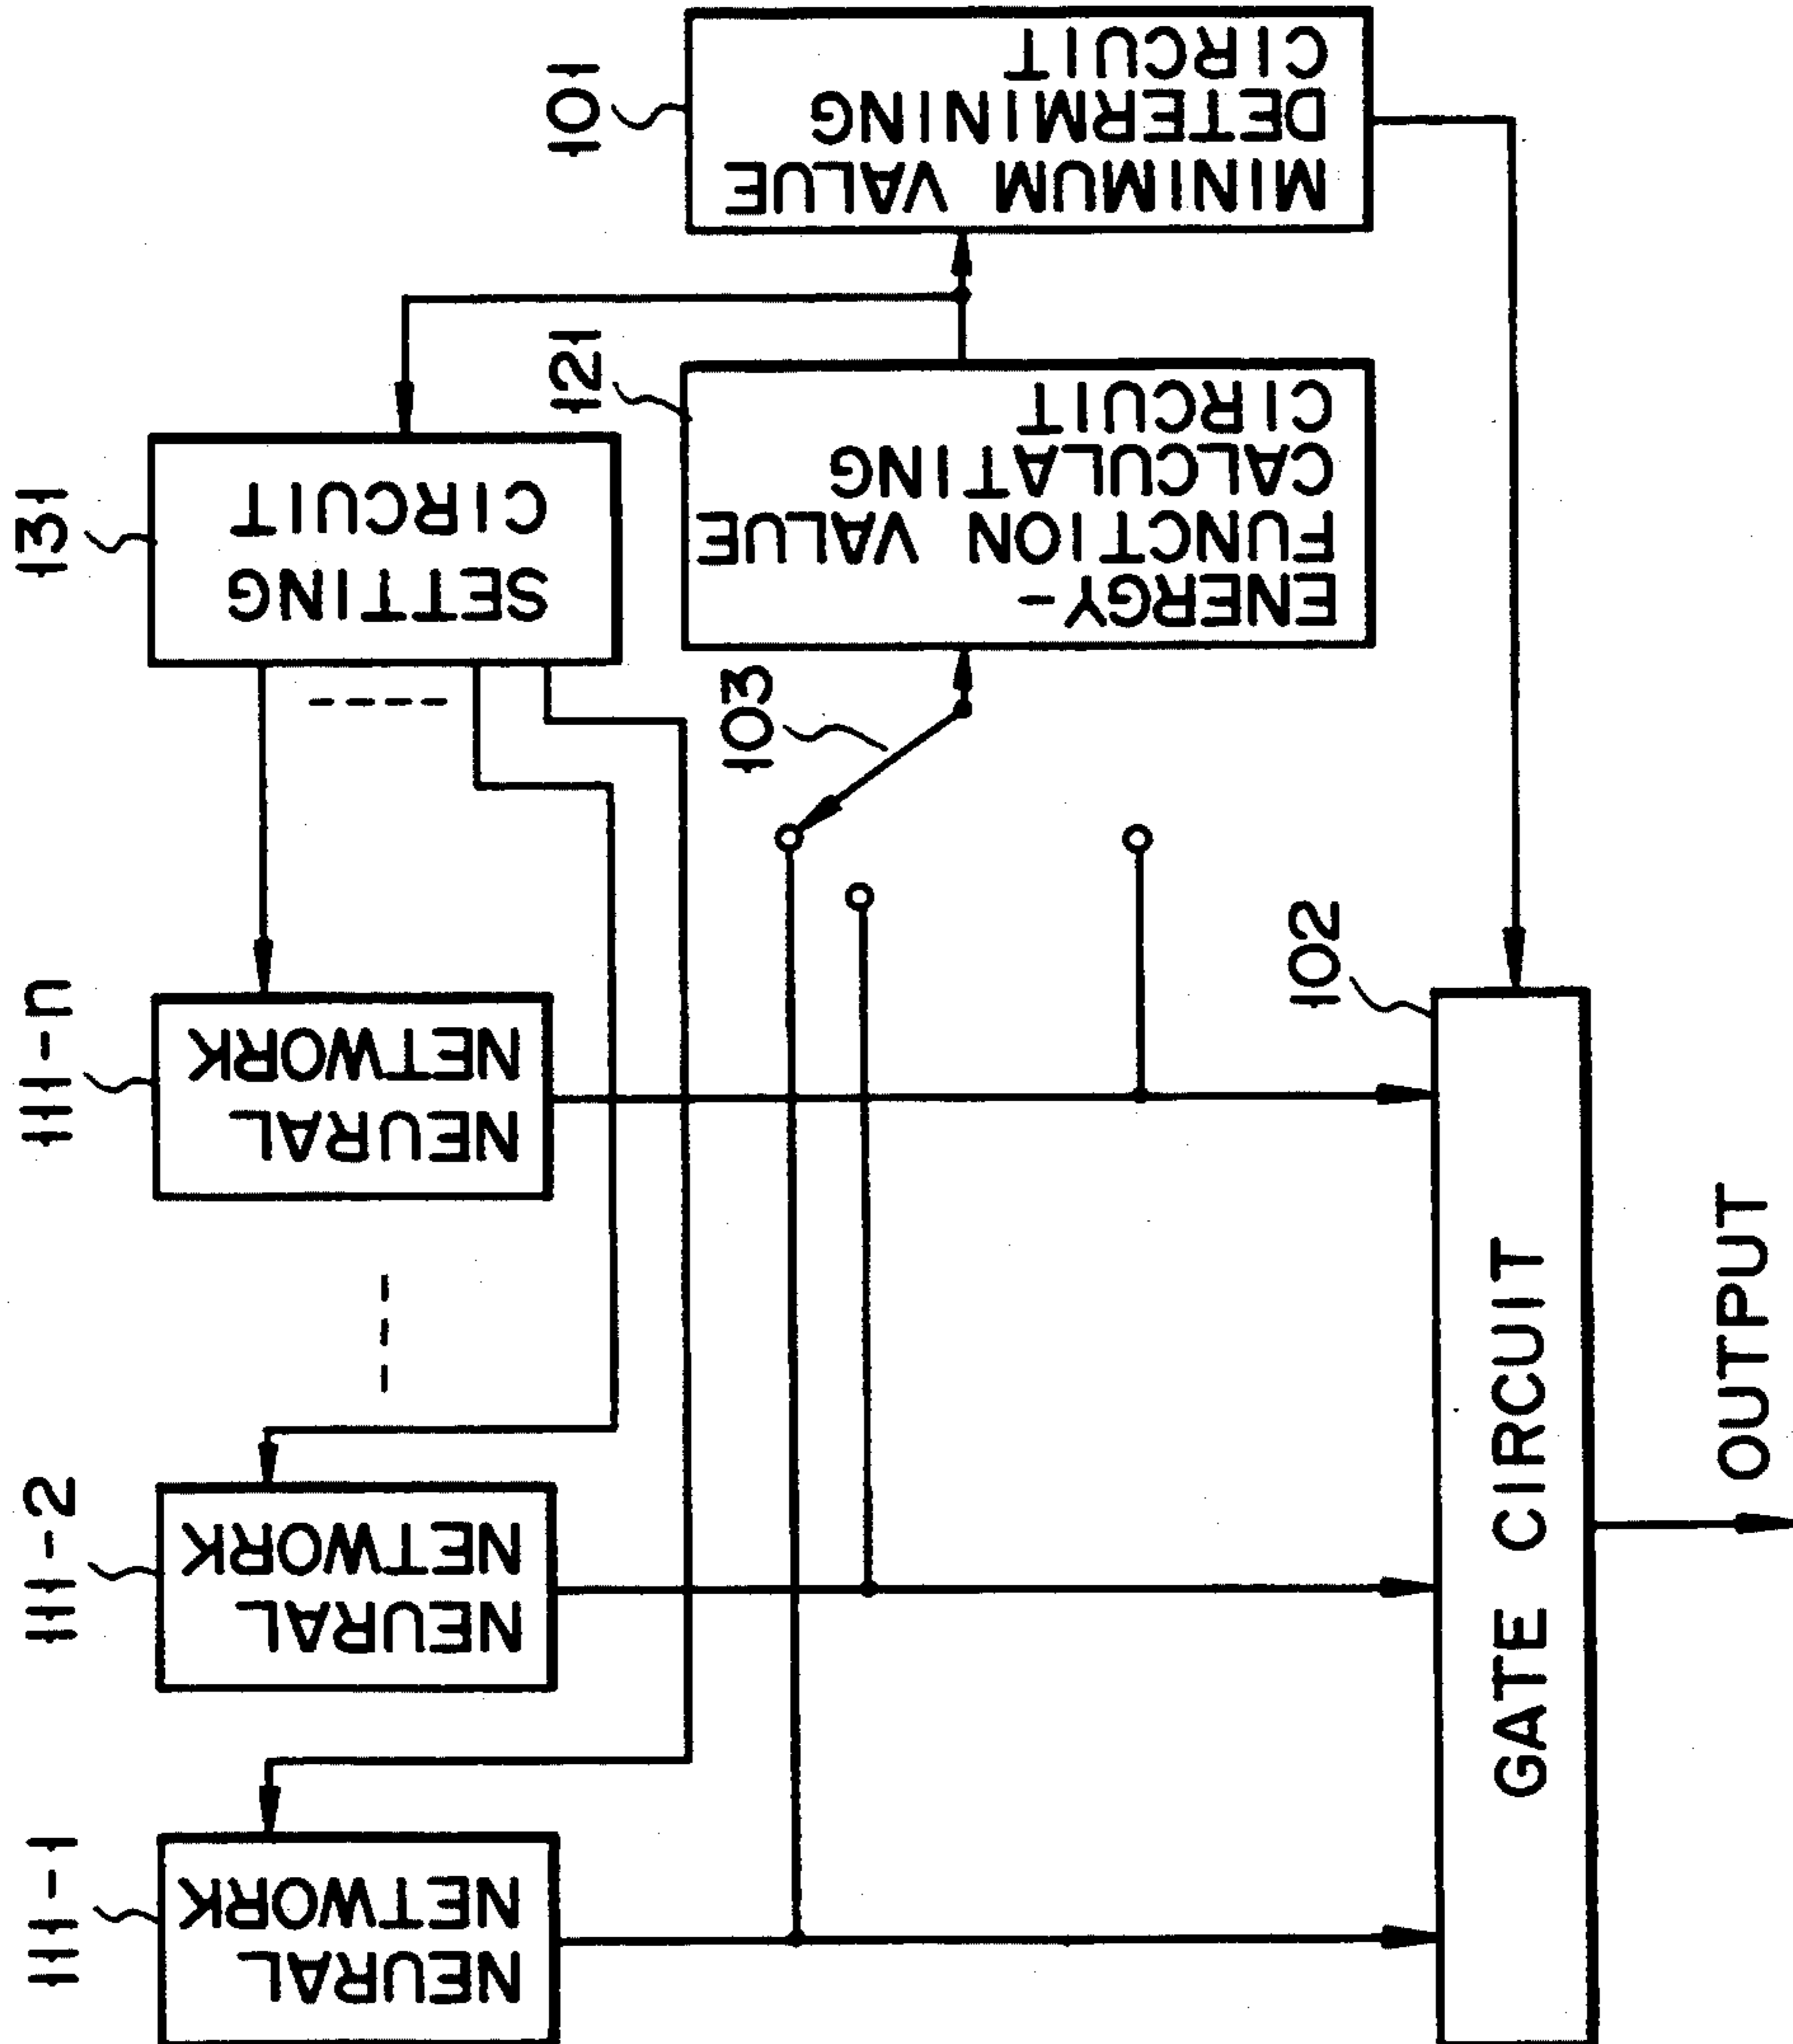 111-1
NEURAL
NETWORK
111-2
NEURAL
NETWORK
111-n
NEURAL
NETWORK
131
SETTING
CIRCUIT
103
121
ENERGY-
FUNCTION VALUE
CALCULATING
CIRCUIT
101
MINIMUM VALUE
DETERMINING
CIRCUIT
102
GATE CIRCUIT
OUTPUT